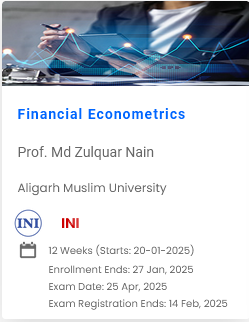 Financial Econometrics
Prof. Md Zulquar Nain
Aligarh Muslim University
INI INI
12 Weeks (Starts: 20-01-2025)
Enrollment Ends: 27 Jan, 2025
Exam Date: 25 Apr, 2025
Exam Registration Ends: 14 Feb, 2025